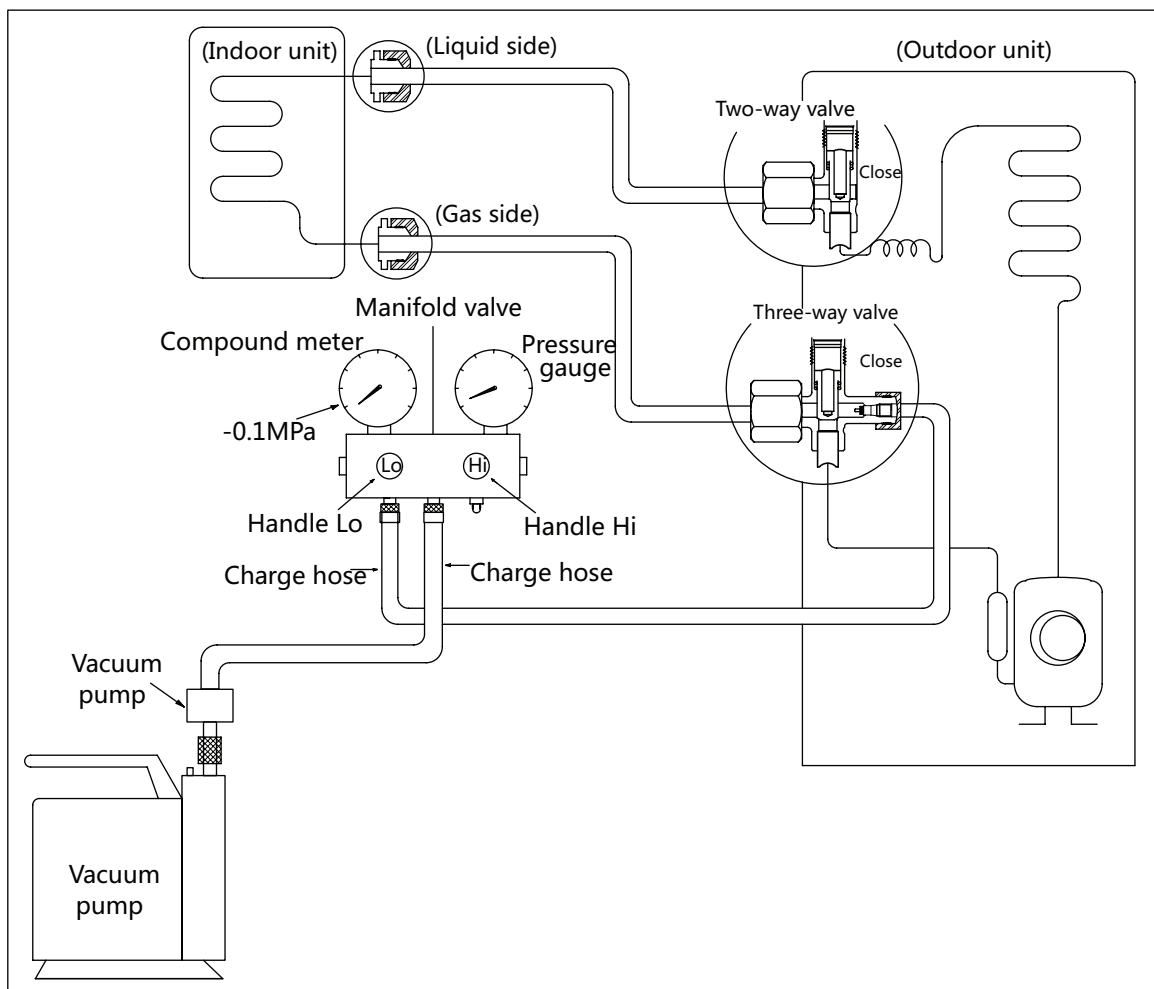 (Indoor unit)
(Liquid side)
(Outdoor unit)
Two-way valve
Close
(Gas side)
Manifold valve
Three-way valve
Compound meter
Pressure
gauge
Close
-0.1MPa
Lo
Hi
Handle Lo
Handle Hi
Charge hose
Charge hose
Vacuum
pump
Vacuum
pump